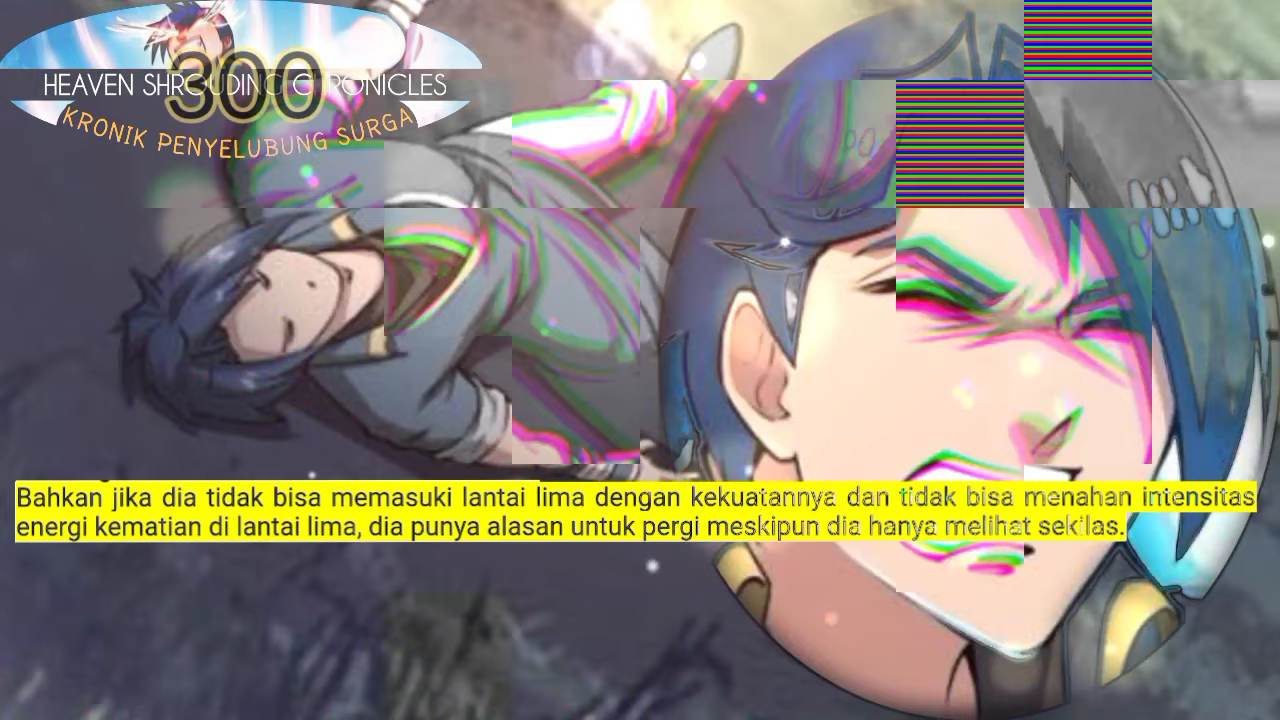 300
HEAVEN SHROUDING CHRONICLES
KRONIK PENYELUBUNG SURGA
Bahkan jika dia tidak bisa memasuki lantai lima dengan kekuatannya dan tidak bisa menahan intensitas
energi kematian di lantai lima, dia punya alasan untuk pergi meskipun dia hanya melihat sekilas.